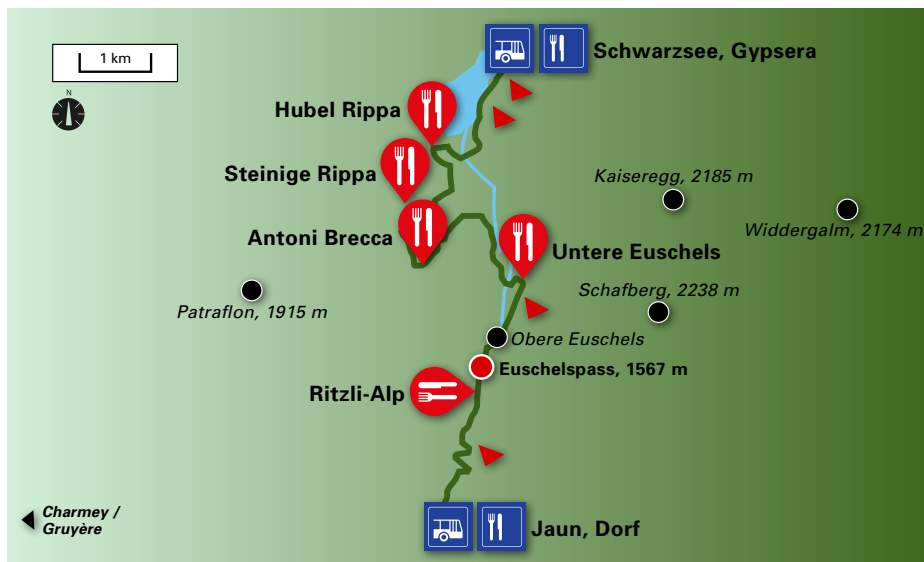 Schwarzsee, Gypsera
1 km
N
Hubel Rippa
Steinige Rippa
Kaiseregg, 2185 m
Widdergalm, 2174 m
Antoni Brecca
Untere Euschels
Schafberg, 2238 m
Patraflon, 1915 m
Obere Euschels
Euschelspass, 1567 m
Ritzli-Alp
Charmey /
Gruyère
Jaun, Dorf